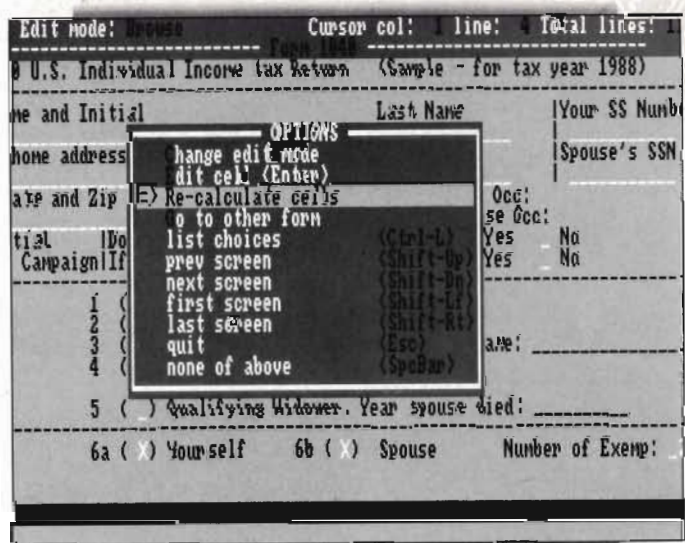 Edit mode: Browse Cursor col: 1 line: 4 Total lines:
Form 1040
U.S. Individual Income tax Return (Sample - for tax year 1988)
me and Initial Last Name |Your SS Numb
home address |Spouse's SSN
OPTIONS
hange edit mode
dit cell (Enter)
E> Re-calculate cells
o to other form
list choices (Ctrl-L)
prev screen (Shift-Up)
next screen (Shift-Dn)
first screen (Shift-Lf)
last screen (Shift-Rt)
quit (Esc)
none of above (SpcBar)
and Zip Occ:
se Occ:
tial Yes No
Campaign|If Yes No
1 (
2 (
3 ( ame:
4 (
5 ( _) Qualifying Widower. Year spouse died:
6a ( X) Yourself 6b ( X) Spouse Number of Exemp: